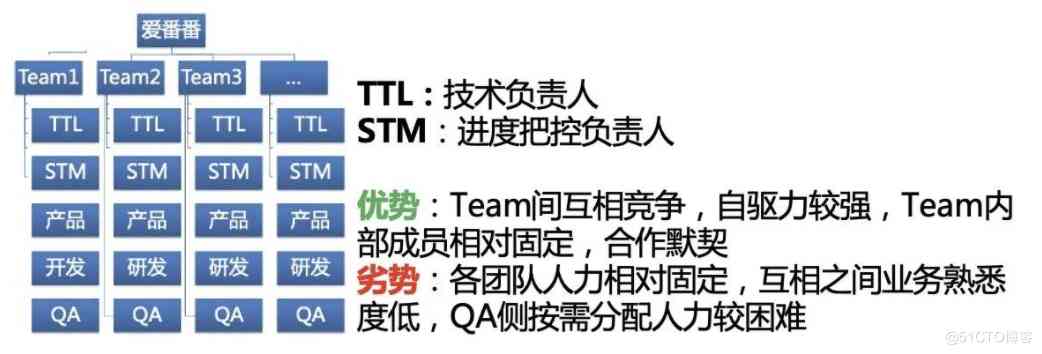 爱番番
Team1 Team2 Team3 ...
TTL TTL TTL TTL
STM STM STM STM
产品 产品 产品 产品
开发 研发 研发 研发
QA QA QA QA
TTL：技术负责人
STM：进度把控负责人
优势：Team间互相竞争，自驱力较强，Team内
部成员相对固定，合作默契
劣势：各团队人力相对固定，互相之间业务熟悉
度低，QA侧按需分配人力较困难
@51CTO博客